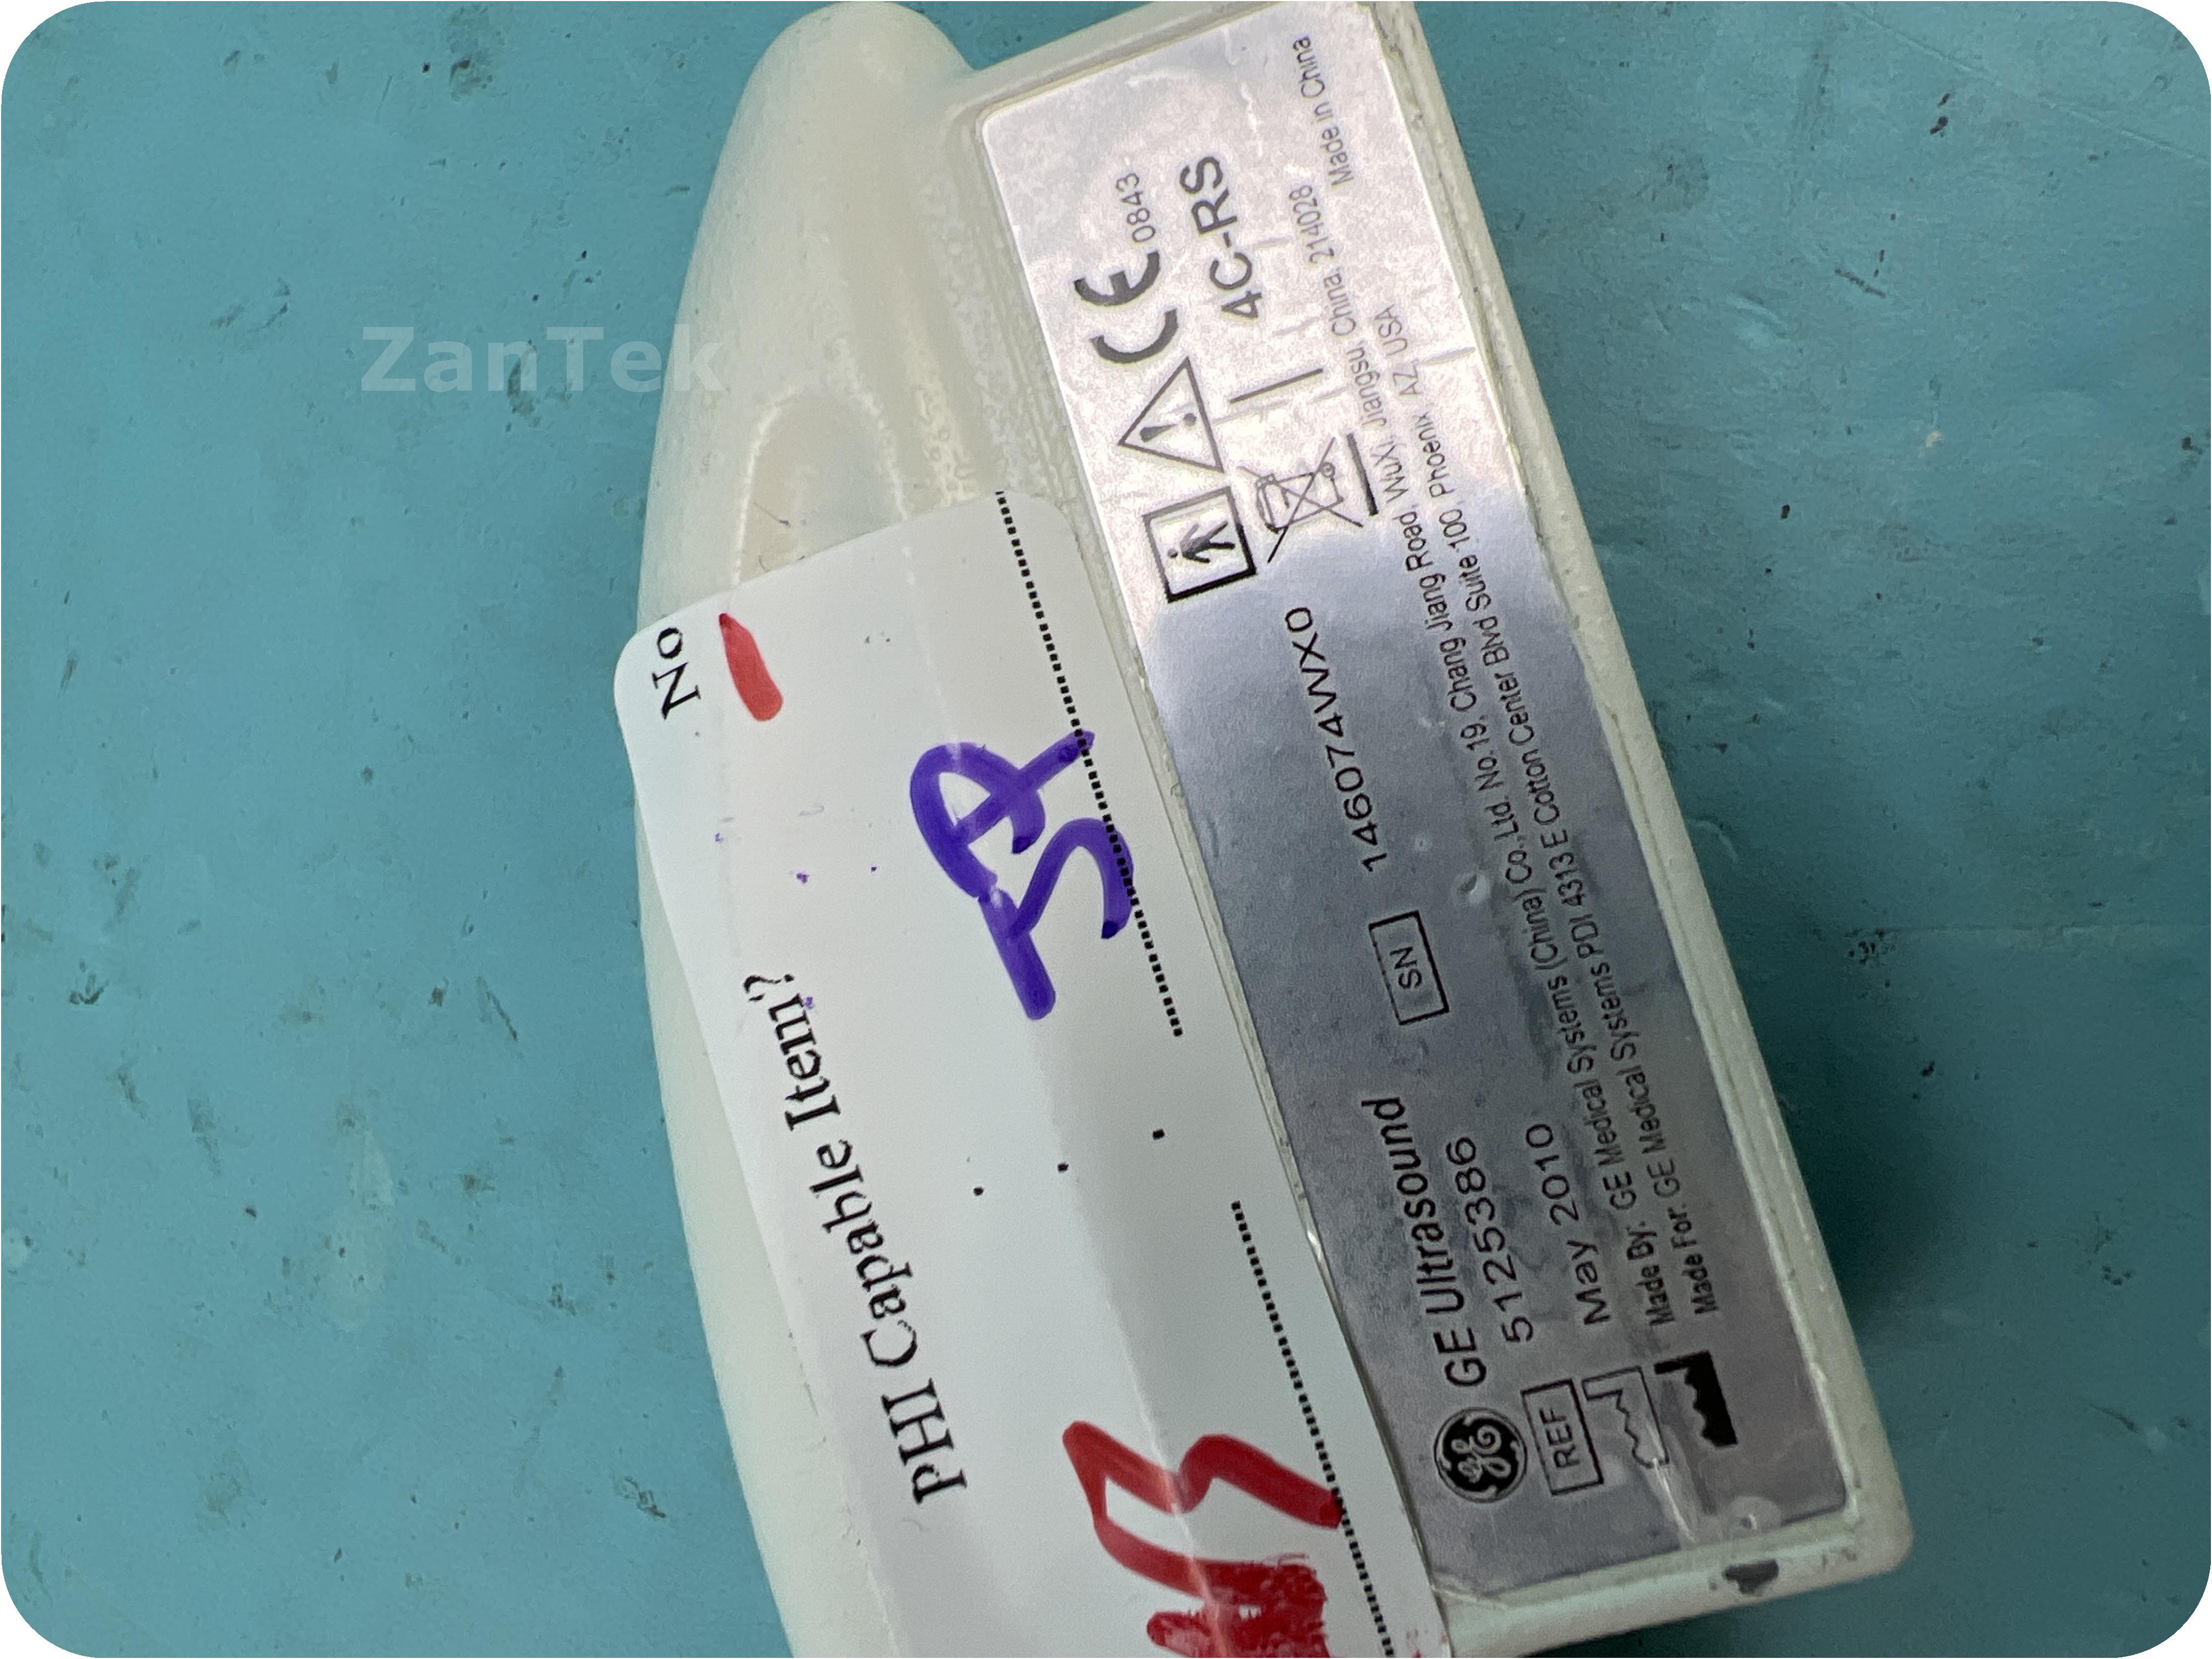 ZanTek
No
PHI Capable Item?
GE Ultrasound
REF 5125386
May 2010
SN 146074WX0
CE 0843
4C-RS
Made By: GE Medical Systems (China) Co.,Ltd. No.19, Chang Jiang Road, WuXi, Jiangsu, China, 214028
Made For: GE Medical Systems PDI 4313 E Cotton Center Blvd Suite 100, Phoenix, AZ, USA
Made in China